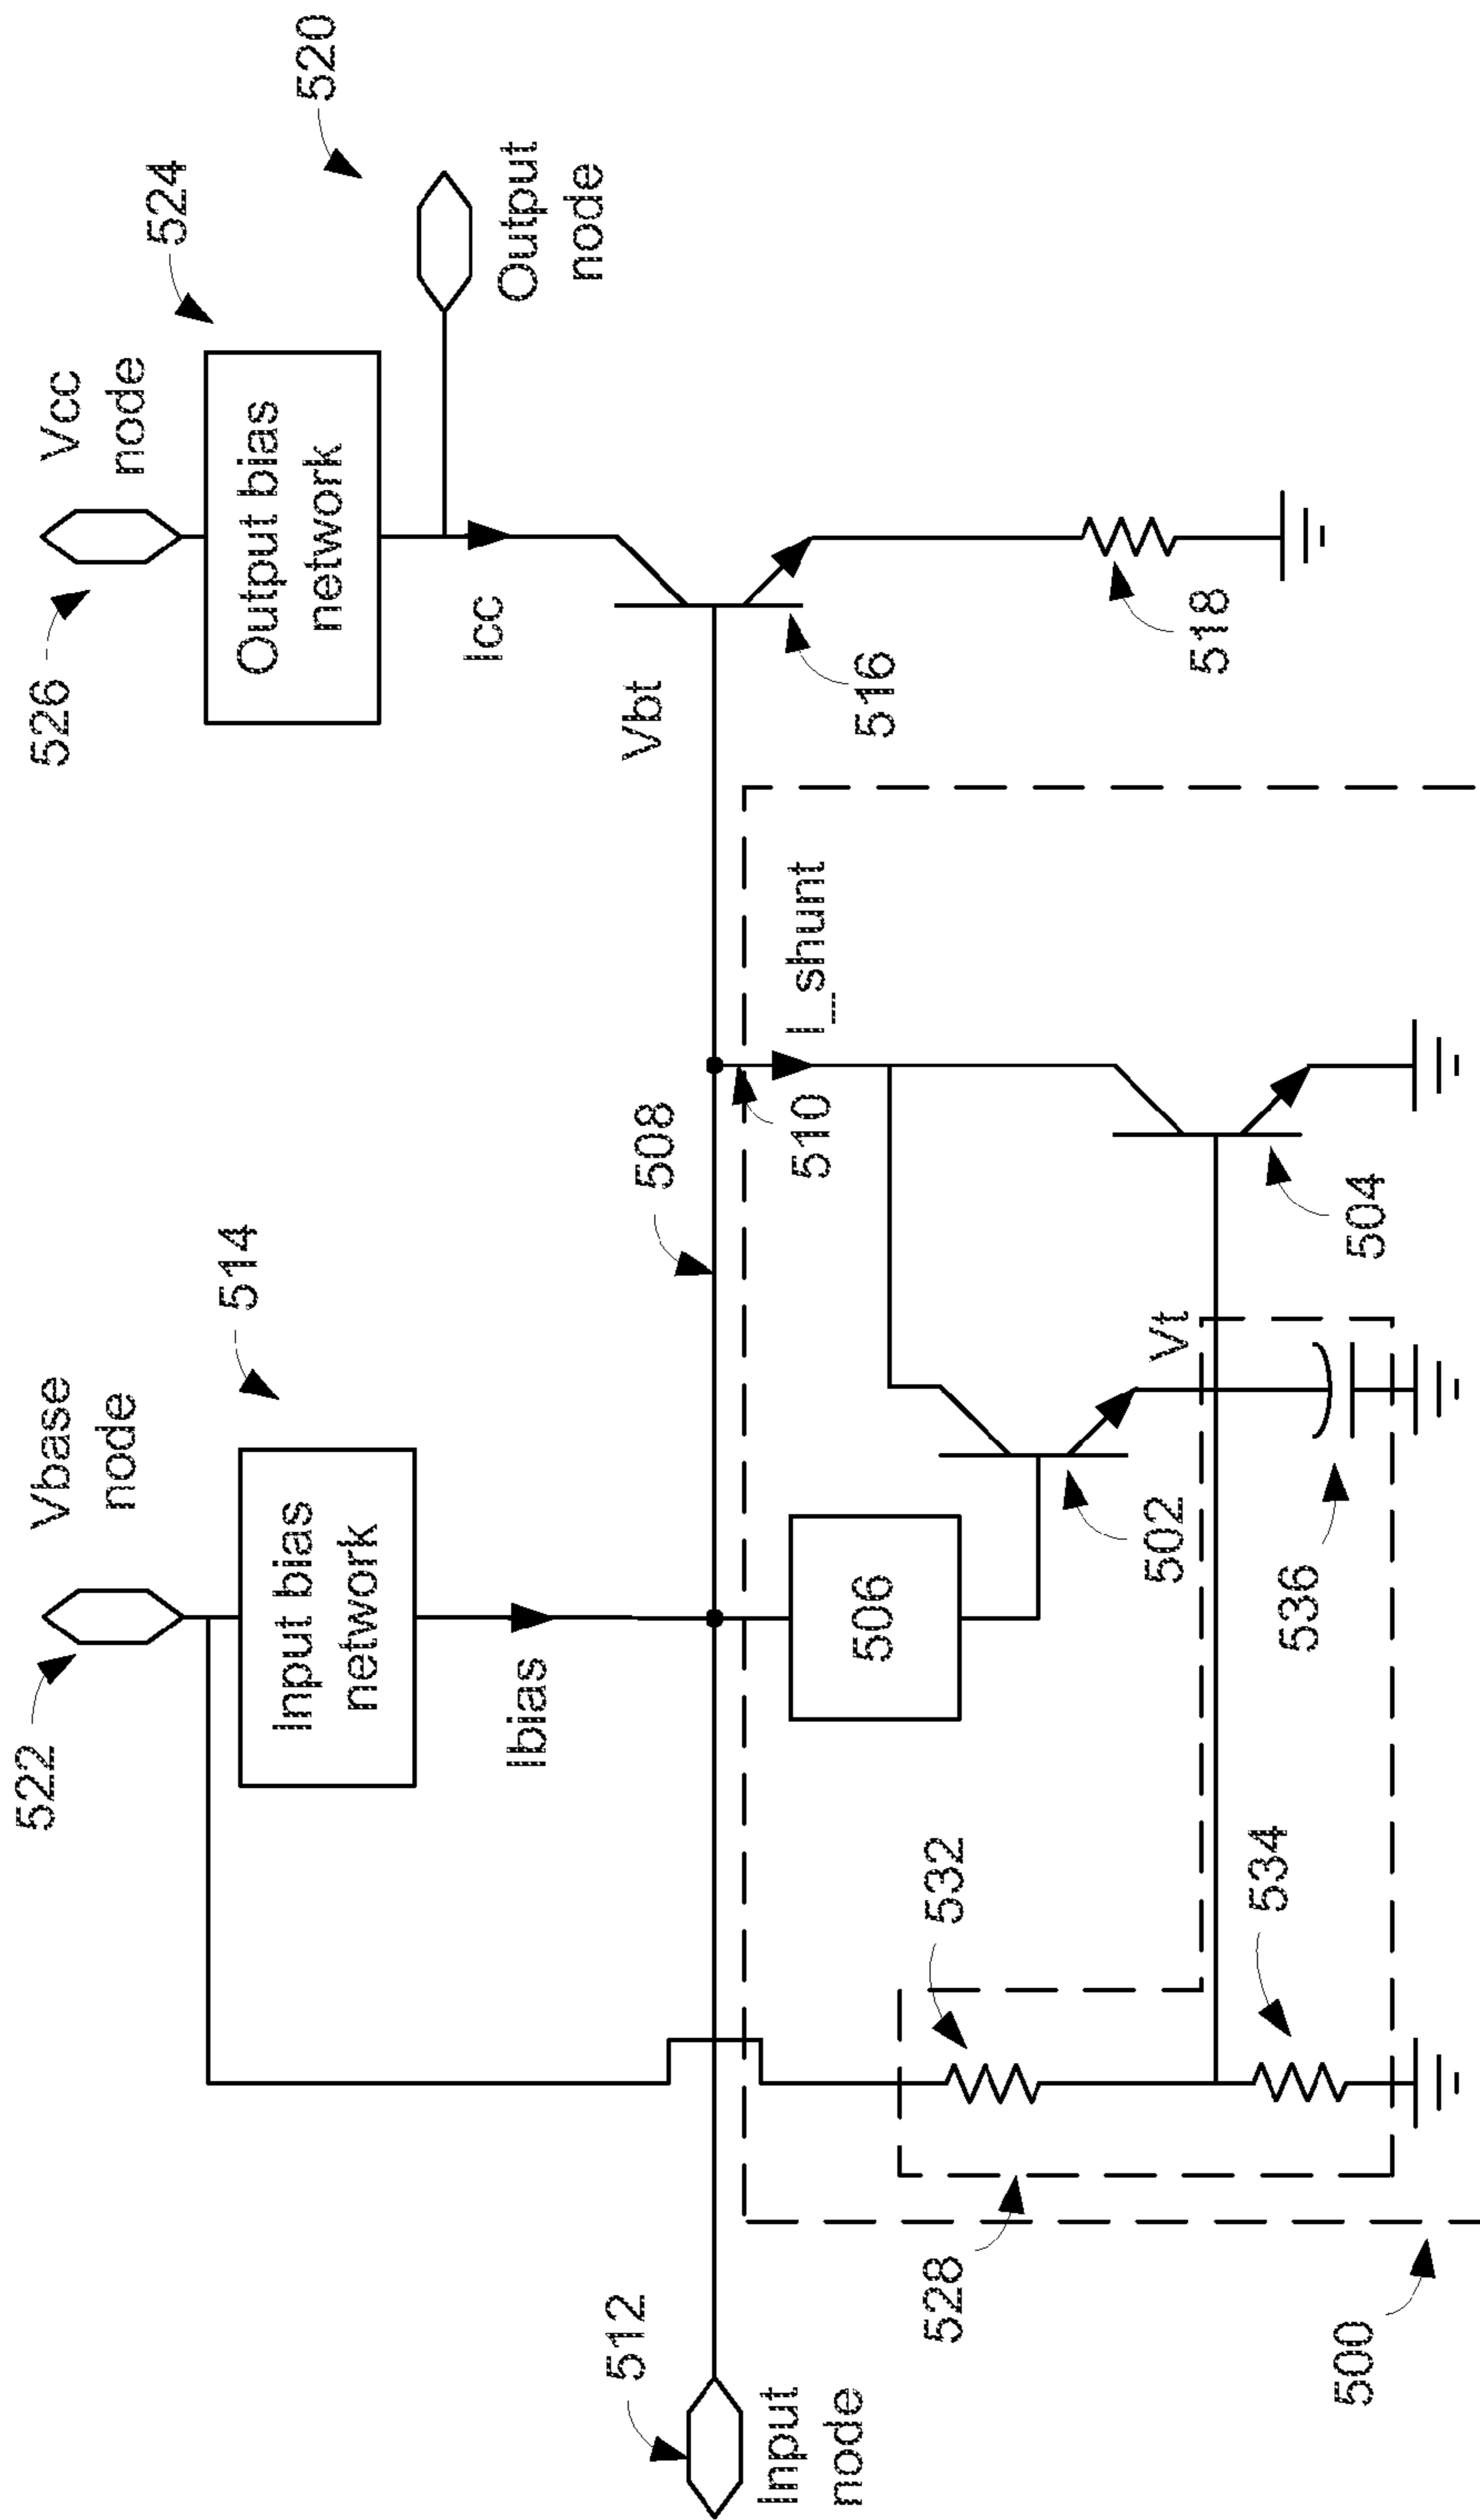 526
Vcc
node
524
Output bias
network
520
Output
node
Icc
Vbt
516
518
522
Vbase
node
514
Input bias
network
Ibias
508
510
I_shunt
512
Input
node
506
502
504
Vt
532
534
536
528
500